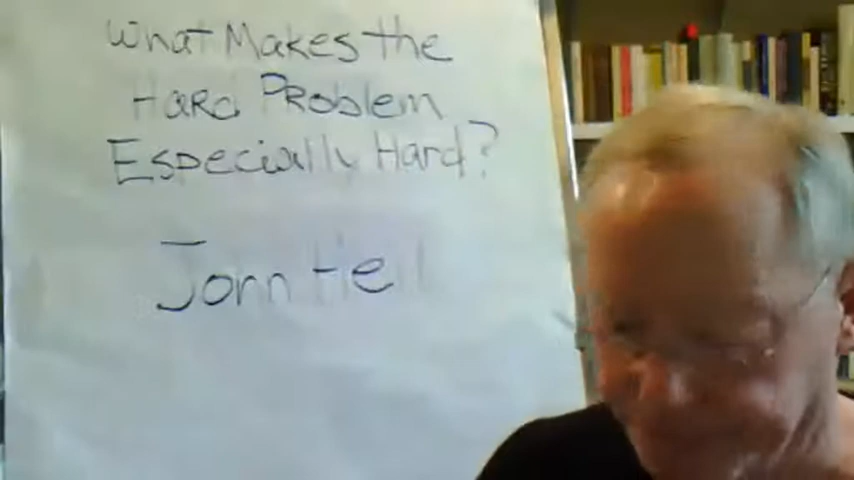 What Makes the
Hard Problem
Especially Hard?
John Heil